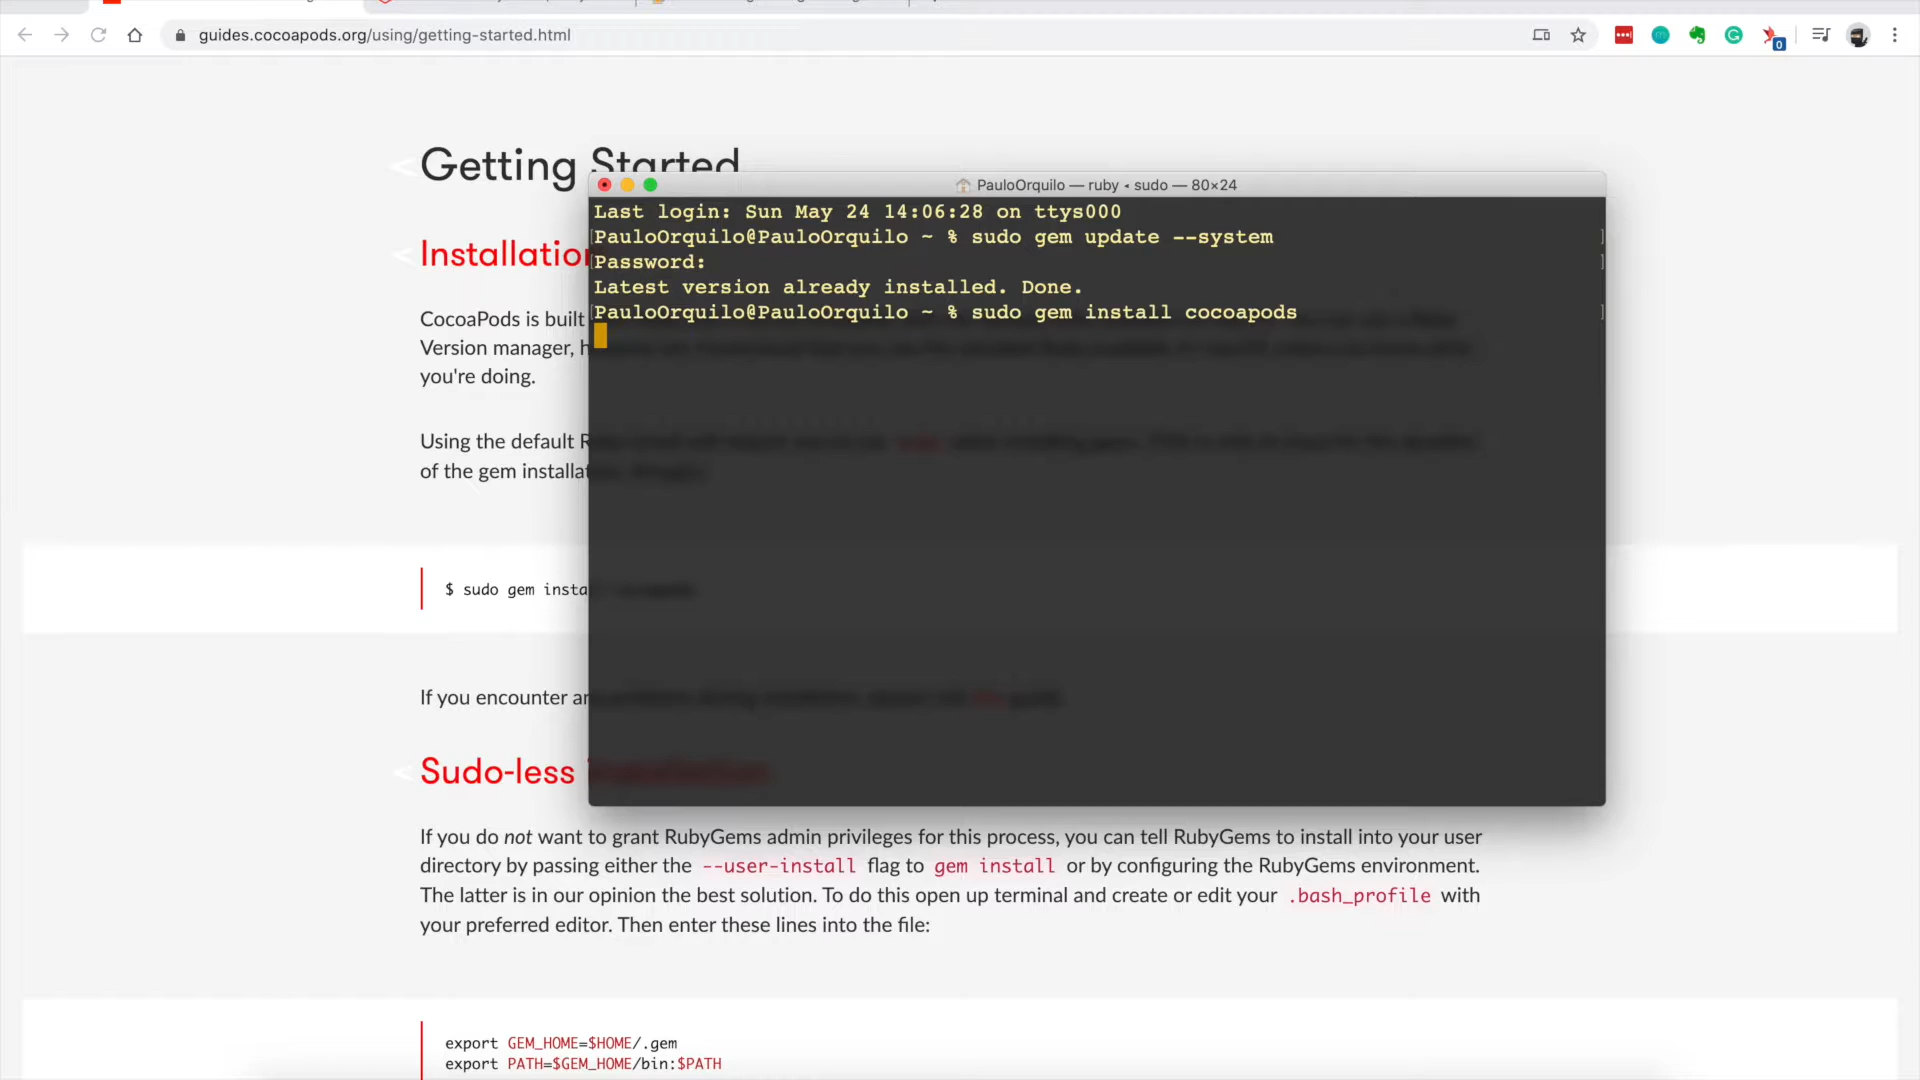 guides.cocoapods.org/using/getting-started.html
0
Getting Started
PauloOrquilo — ruby ◂ sudo — 80×24
Last login: Sun May 24 14:06:28 on ttys000
PauloOrquilo@PauloOrquilo ~ % sudo gem update --system
Password:
Latest version already installed. Done.
PauloOrquilo@PauloOrquilo ~ % sudo gem install cocoapods
Installation
CocoaPods is built
Version manager,
you're doing.
Using the default
of the gem
$ sudo gem
If you encounter
Sudo-less
If you do not want to grant RubyGems admin privileges for this process, you can tell RubyGems to install into your user
directory by passing either the --user-install flag to gem install or by configuring the RubyGems environment.
The latter is in our opinion the best solution. To do this open up terminal and create or edit your .bash_profile with
your preferred editor. Then enter these lines into the file:
export GEM_HOME=$HOME/.gem
export PATH=$GEM_HOME/bin:$PATH